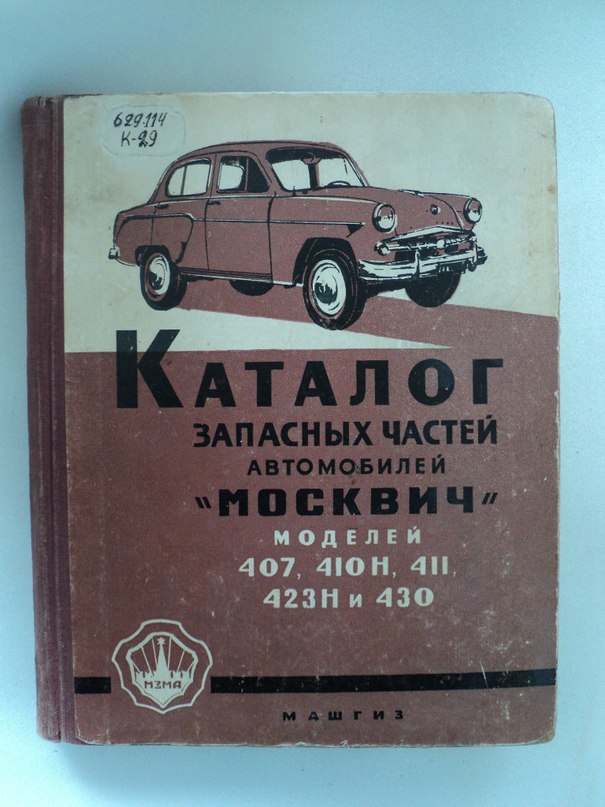 629.114
К-29
КАТАЛОГ
ЗАПАСНЫХ ЧАСТЕЙ
АВТОМОБИЛЕЙ
"МОСКВИЧ"
МОДЕЛЕЙ
407, 410Н, 411,
423Н и 430
МЗМА
МАШГИЗ